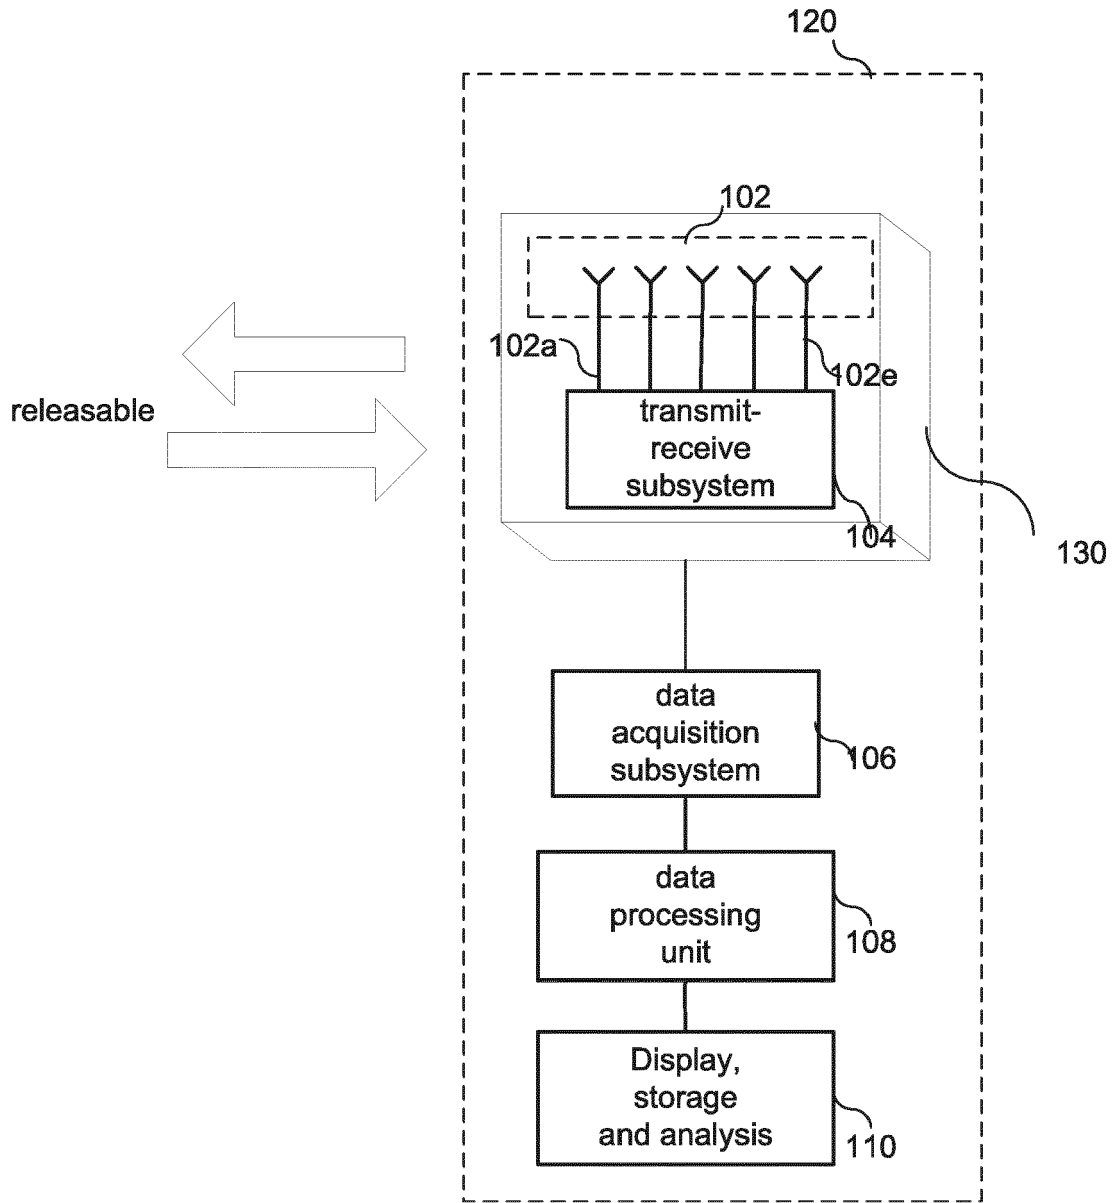 120
102
102a
102e
releasable
transmit-
receive
subsystem
104
130
data
acquisition
subsystem
106
data
processing
unit
108
Display,
storage
and analysis
110